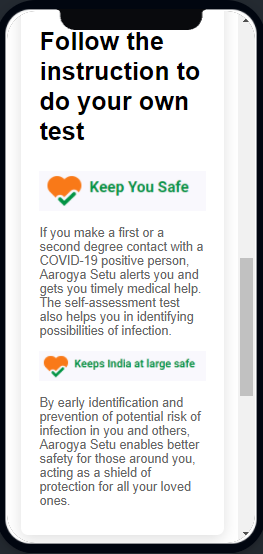 Follow the
instruction to
do your own
test
Keep You Safe
If you make a first or a
second degree contact with a
COVID-19 positive person,
Aarogya Setu alerts you and
gets you timely medical help.
The self-assessment test
also helps you in identifying
possibilities of infection.
Keeps India at large safe
By early identification and
prevention of potential risk of
infection in you and others,
Aarogya Setu enables better
safety for those around you,
acting as a shield of
protection for all your loved
ones.